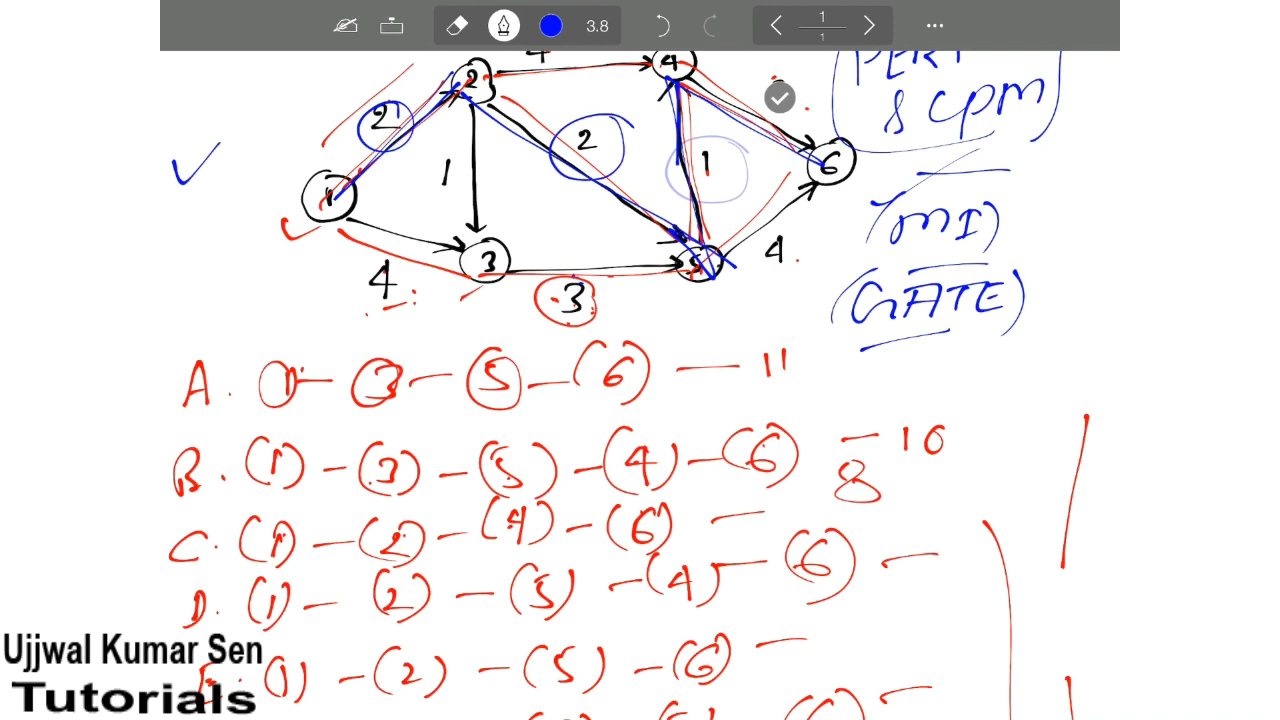 3.8
1
1
4
PERT
2
4
& CPM
2
2
1
1
6
1
(MI)
3
5
4
4
3
(GATE)
A. 1 - 3 - 5 - (6) - 11
B. (1) - (3) - (5) - (4) - (6) - 10
C. (1) - (2) - (4) - (6) - 8
D. (1) - (2) - (5) - (4) - (6) -
E. (1) - (2) - (5) - (6) -
Ujjwal Kumar Sen
Tutorials